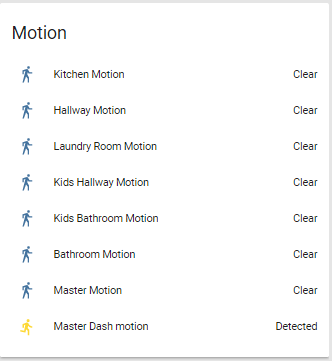 Motion
Kitchen Motion Clear
Hallway Motion Clear
Laundry Room Motion Clear
Kids Hallway Motion Clear
Kids Bathroom Motion Clear
Bathroom Motion Clear
Master Motion Clear
Master Dash motion Detected